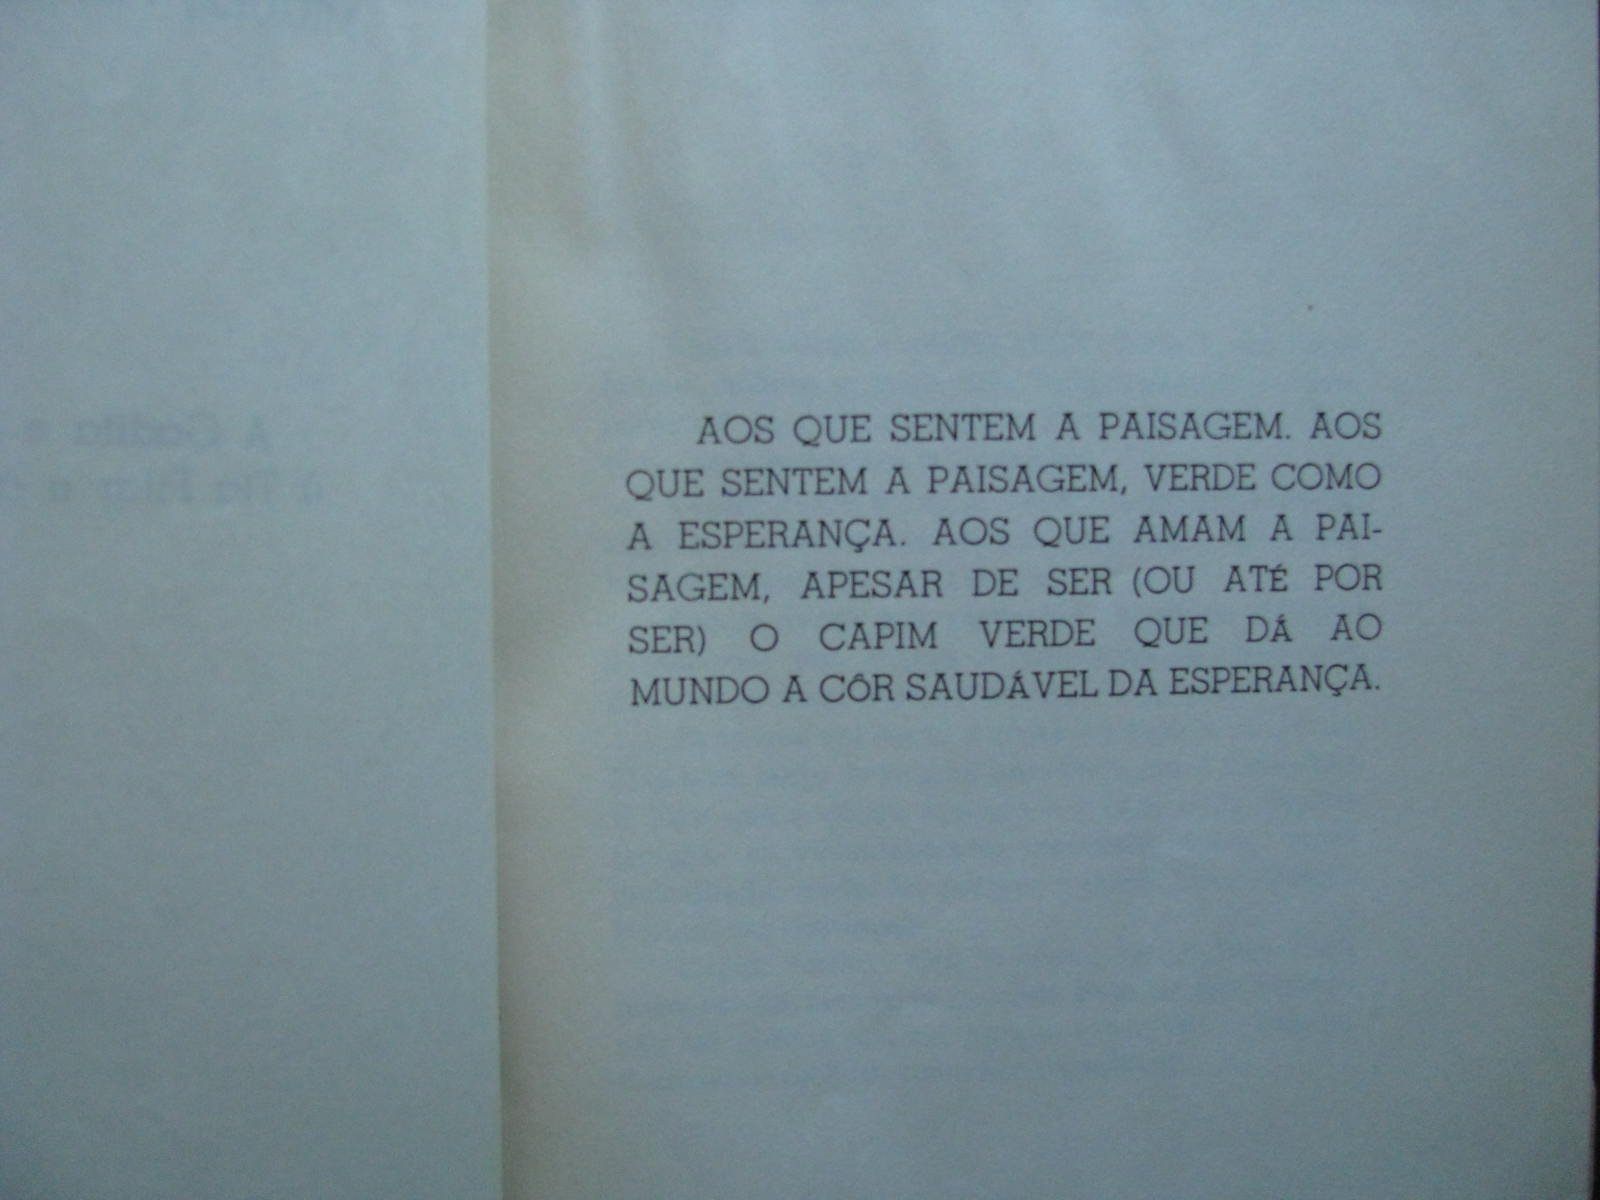 AOS QUE SENTEM A PAISAGEM. AOS
QUE SENTEM A PAISAGEM, VERDE COMO
A ESPERANÇA. AOS QUE AMAM A PAI-
SAGEM, APESAR DE SER (OU ATÉ POR
SER) O CAPIM VERDE QUE DÁ AO
MUNDO A CÔR SAUDÁVEL DA ESPERANÇA.